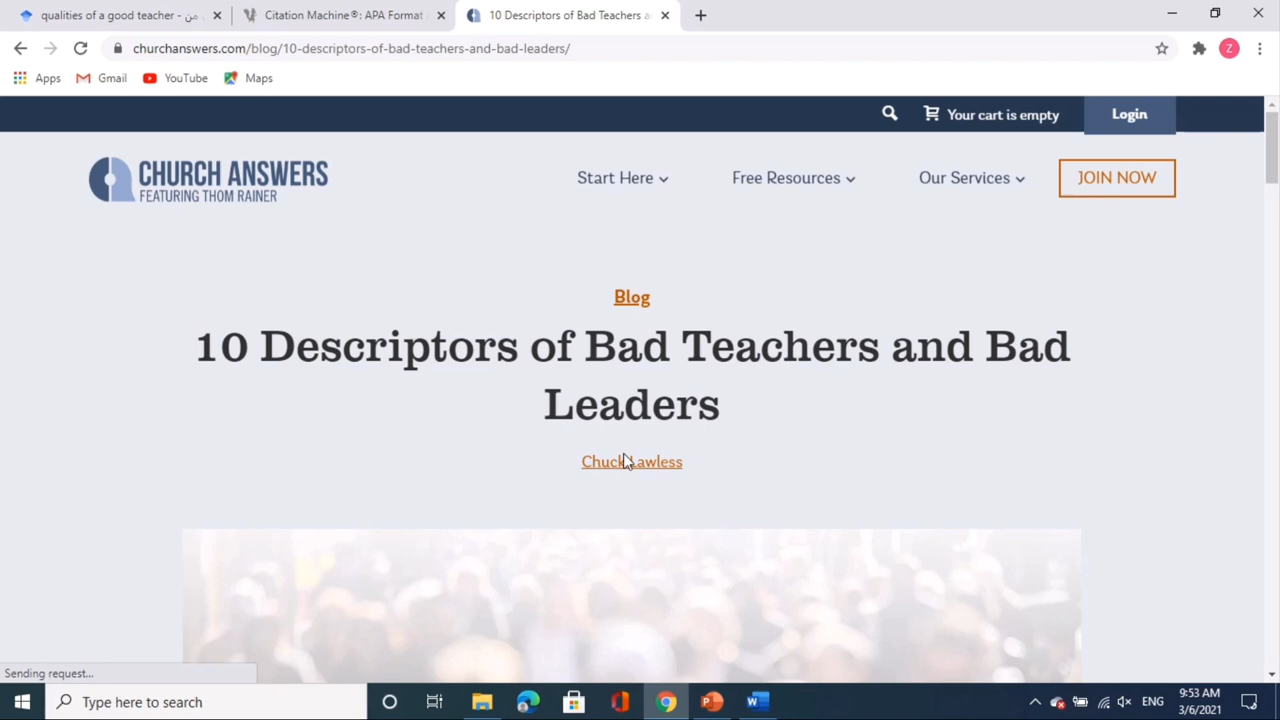 qualities of a good teacher - من
Citation Machine®: APA Format
10 Descriptors of Bad Teachers a
churchanswers.com/blog/10-descriptors-of-bad-teachers-and-bad-leaders/
Z
Apps
Gmail
YouTube
Maps
Your cart is empty
Login
CHURCH ANSWERS
FEATURING THOM RAINER
Start Here
Free Resources
Our Services
JOIN NOW
Blog
10 Descriptors of Bad Teachers and Bad
Leaders
Chuck Lawless
Sending request...
Type here to search
ENG
9:53 AM
3/6/2021